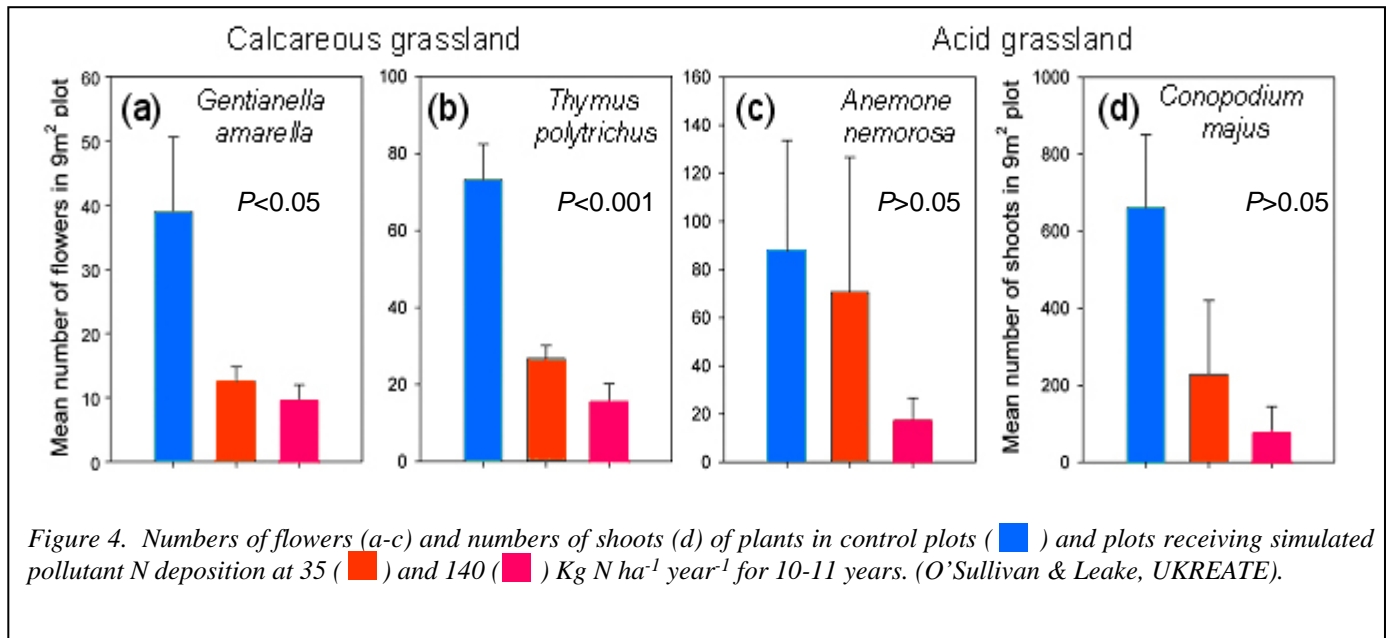 Calcareous grassland
Acid grassland
Mean number of flowers in 9m² plot
60
50
40
30
20
10
0
(a)
Gentianella
amarella
P<0.05
100
80
60
40
20
0
(b)
Thymus
polytrichus
P<0.001
160
140
120
100
80
60
40
20
0
(c)
Anemone
nemorosa
P>0.05
Mean number of shoots in 9m² plot
1000
800
600
400
200
0
(d)
Conopodium
majus
P>0.05
Figure 4. Numbers of flowers (a-c) and numbers of shoots (d) of plants in control plots ( ) and plots receiving simulated
pollutant N deposition at 35 ( ) and 140 ( ) Kg N ha⁻¹ year⁻¹ for 10-11 years. (O'Sullivan & Leake, UKREATE).